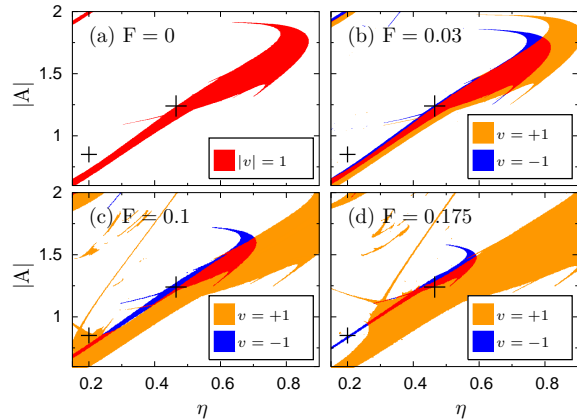 (a) F = 0
(b) F = 0.03
2
1.5
1
|A|
|v| = 1
v = +1
v = −1
(c) F = 0.1
(d) F = 0.175
2
1.5
1
|A|
v = +1
v = −1
v = +1
v = −1
0.2 0.4 0.6 0.8
0.2 0.4 0.6 0.8
η
η